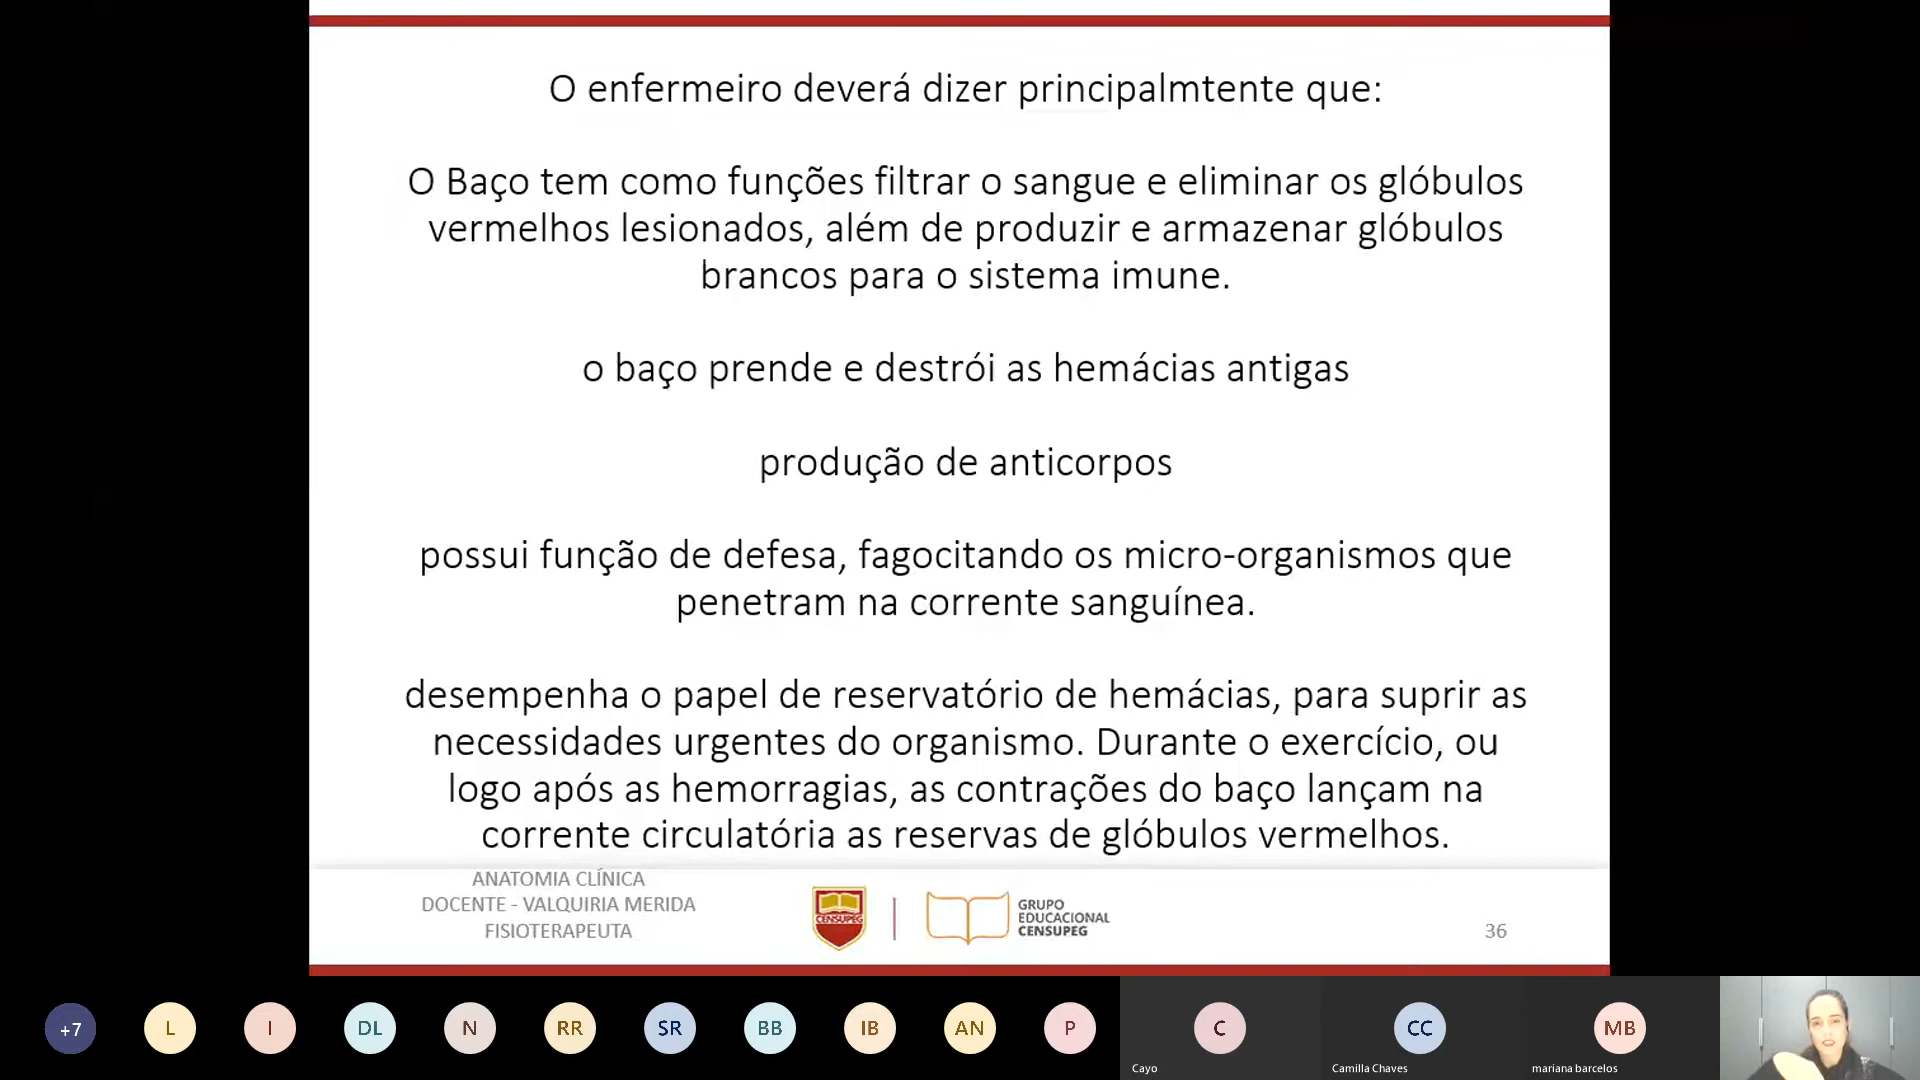 O enfermeiro deverá dizer principalmtente que:
O Baço tem como funções filtrar o sangue e eliminar os glóbulos
vermelhos lesionados, além de produzir e armazenar glóbulos
brancos para o sistema imune.
o baço prende e destrói as hemácias antigas
produção de anticorpos
possui função de defesa, fagocitando os micro-organismos que
penetram na corrente sanguínea.
desempenha o papel de reservatório de hemácias, para suprir as
necessidades urgentes do organismo. Durante o exercício, ou
logo após as hemorragias, as contrações do baço lançam na
corrente circulatória as reservas de glóbulos vermelhos.
ANATOMIA CLÍNICA
DOCENTE - VALQUIRIA MERIDA
FISIOTERAPEUTA
CENSUPEG
GRUPO
EDUCACIONAL
CENSUPEG
36
+7
L
I
DL
N
RR
SR
BB
IB
AN
P
C
CC
MB
Cayo
Camilla Chaves
mariana barcelos